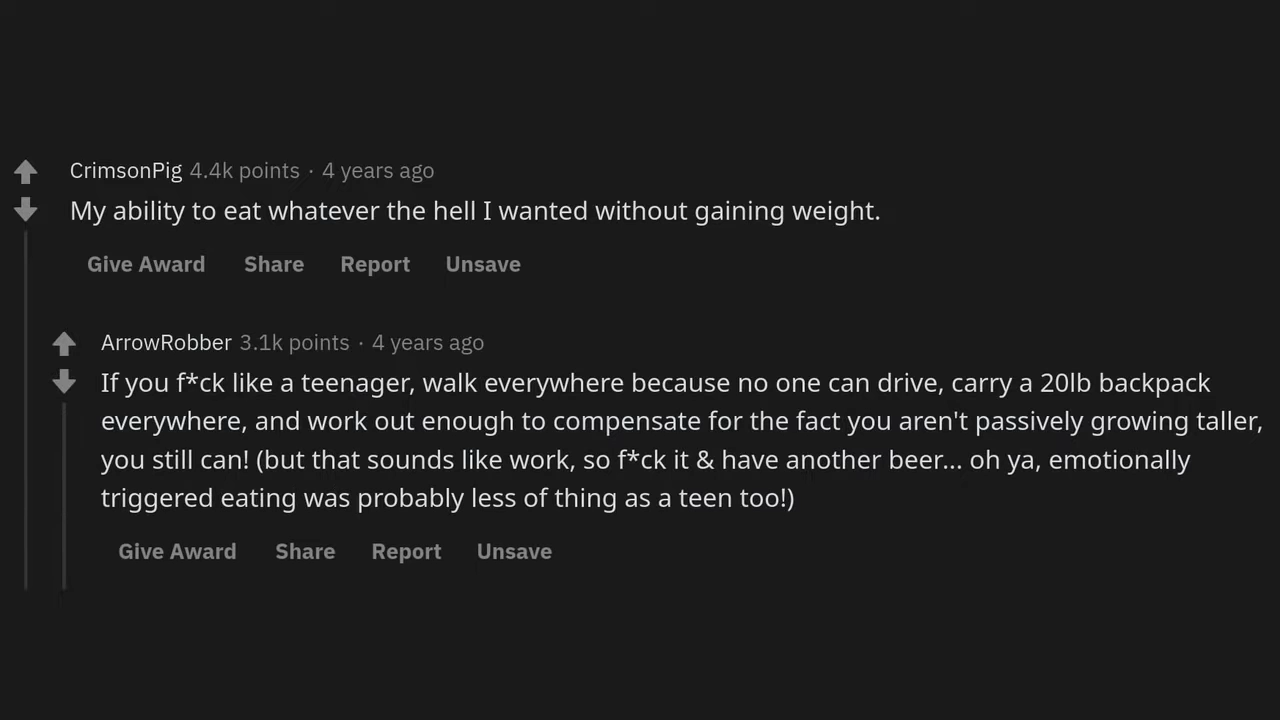 CrimsonPig 4.4k points · 4 years ago
My ability to eat whatever the hell I wanted without gaining weight.
Give Award Share Report Unsave
ArrowRobber 3.1k points · 4 years ago
If you f*ck like a teenager, walk everywhere because no one can drive, carry a 20lb backpack
everywhere, and work out enough to compensate for the fact you aren't passively growing taller,
you still can! (but that sounds like work, so f*ck it & have another beer... oh ya, emotionally
triggered eating was probably less of thing as a teen too!)
Give Award Share Report Unsave